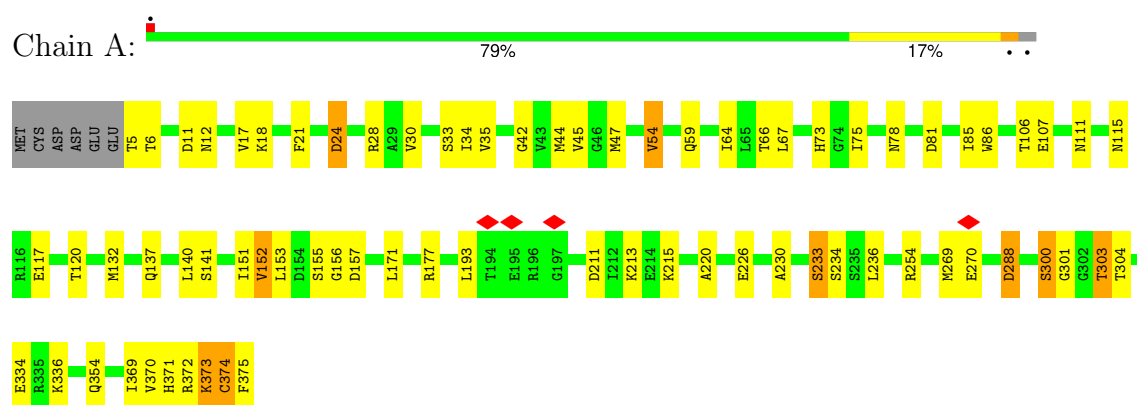 Chain A:
79% 17% • •
MET CYS ASP ASP GLU GLU T5 T6 D11 N12 V17 K18 F21 D24 R28 A29 V30 S33 I34 V35 G42 V43 M44 V45 G46 M47 V54 Q59 I64 L65 T66 L67 H73 G74 I75 N78 D81 I85 W86 T106 E107 N111 N115
R116 E117 T120 M132 Q137 L140 S141 I151 V152 L153 D154 S155 G156 D157 L171 R177 L193 T194 E195 R196 G197 D211 I212 K213 E214 K215 A220 E226 A230 S233 S234 S235 L236 R254 M269 E270 D288 S300 G301 G302 T303 T304
E334 R335 K336 Q354 I369 V370 H371 R372 K373 C374 F375